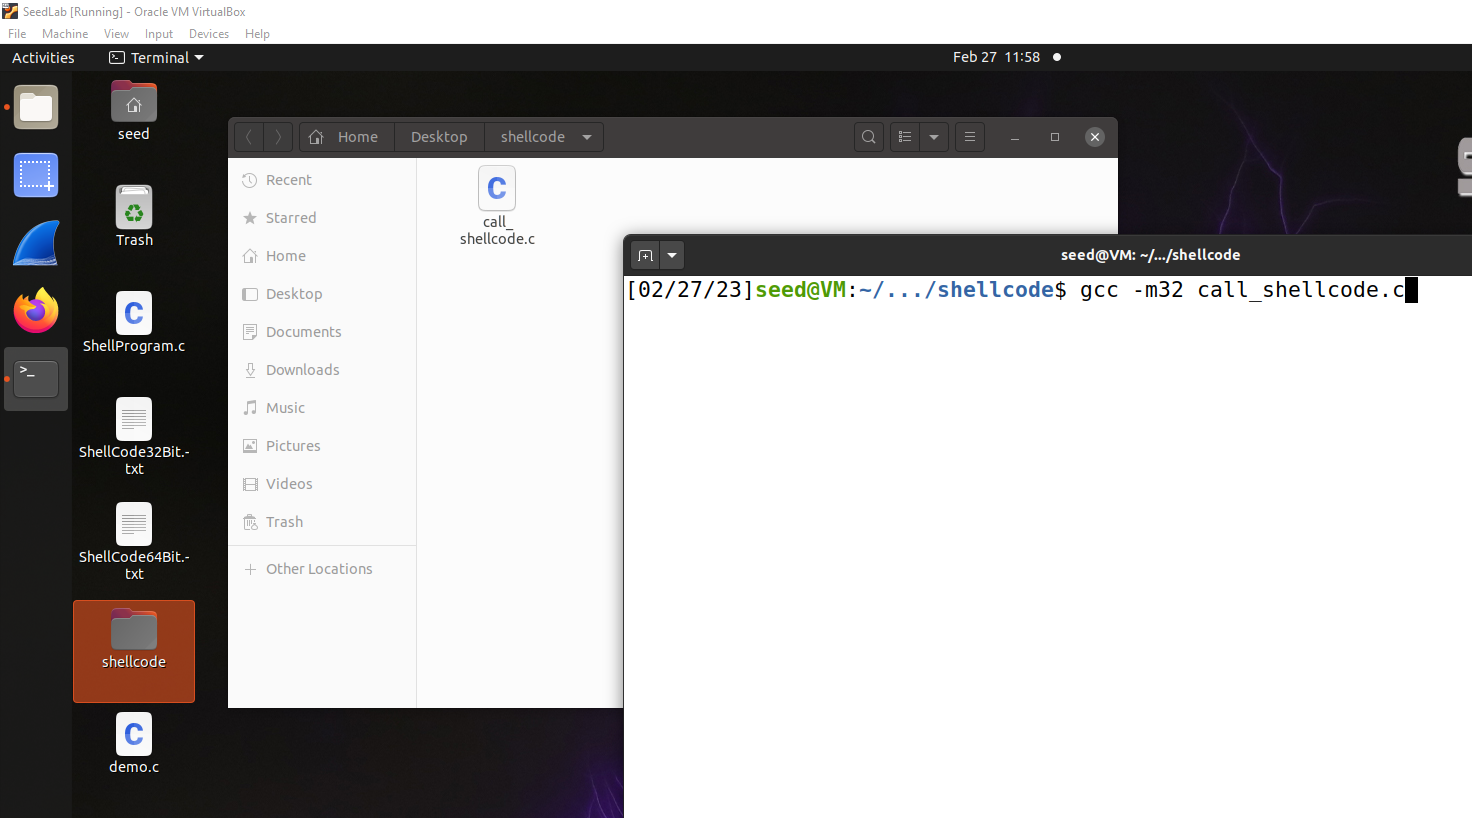 SeedLab [Running] - Oracle VM VirtualBox
File Machine View Input Devices Help
Activities Terminal Feb 27 11:58
seed
Trash
ShellProgram.c
ShellCode32Bit.-
txt
ShellCode64Bit.-
txt
shellcode
demo.c
Home Desktop shellcode
Recent
Starred
Home
Desktop
Documents
Downloads
Music
Pictures
Videos
Trash
Other Locations
call_
shellcode.c
seed@VM: ~/.../shellcode
[02/27/23]seed@VM:~/.../shellcode$ gcc -m32 call_shellcode.c